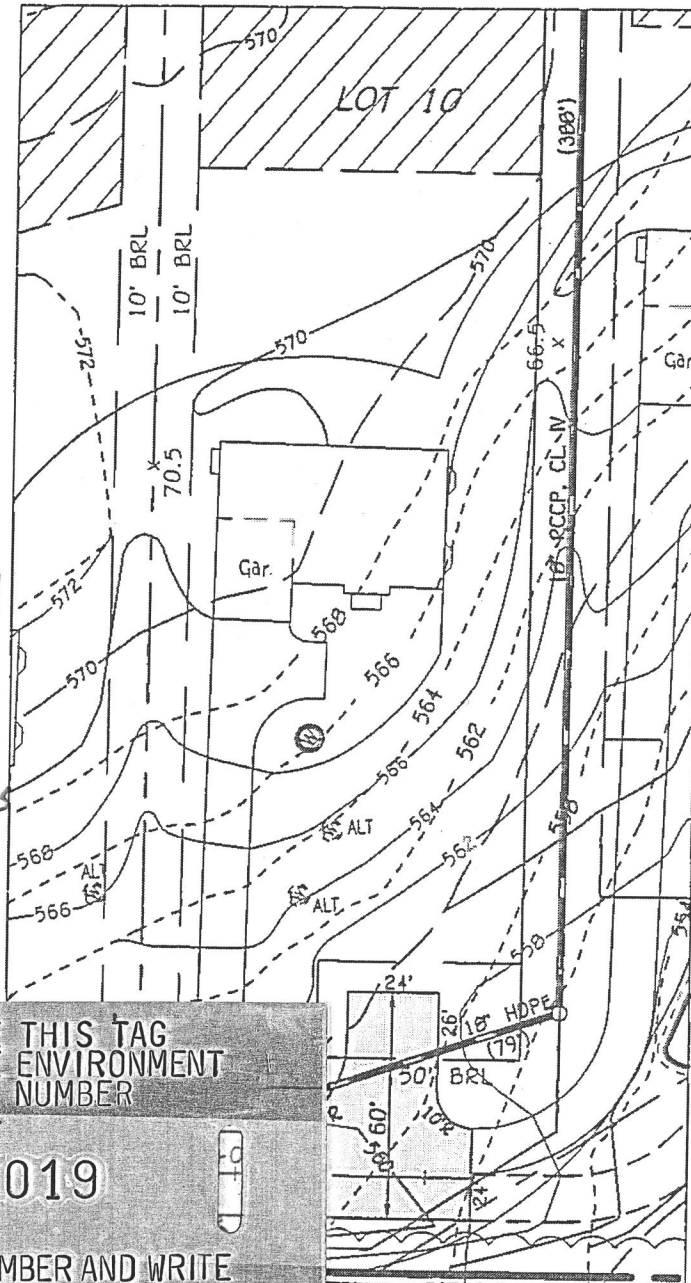 570
LOT 10
(388')
10' BRL
10' BRL
570
572
570
66.5 x
Gar
x
70.5
18" RCCP, CL. IV
Gar.
572
568
570
566
564
562
W
566
558
ALT
564
568
562
ALT
566
ALT
558
554
24'
THIS TAG
ENVIRONMENT
NUMBER
26'
18" HDPE
(79')
50'
BRL
60'
10'R
019
24'
MBER AND WRITE